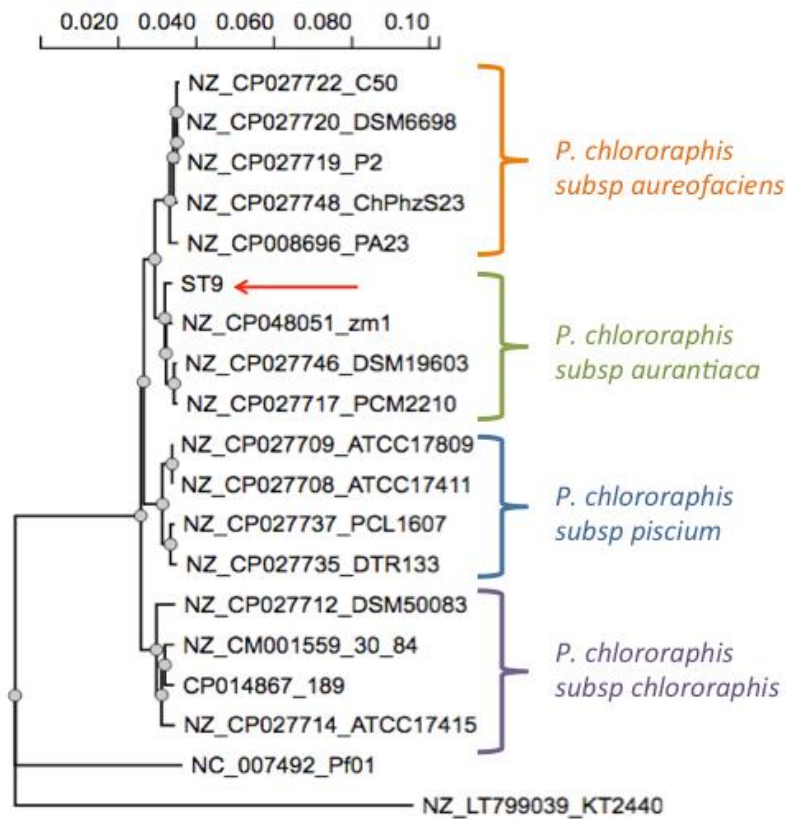 0.020 0.040 0.060 0.080 0.10
NZ_CP027722_C50
NZ_CP027720_DSM6698
NZ_CP027719_P2
NZ_CP027748_ChPhzS23
NZ_CP008696_PA23
P. chlororaphis
subsp aureofaciens
ST9
NZ_CP048051_zm1
NZ_CP027746_DSM19603
NZ_CP027717_PCM2210
P. chlororaphis
subsp aurantiaca
NZ_CP027709_ATCC17809
NZ_CP027708_ATCC17411
NZ_CP027737_PCL1607
NZ_CP027735_DTR133
P. chlororaphis
subsp piscium
NZ_CP027712_DSM50083
NZ_CM001559_30_84
CP014867_189
NZ_CP027714_ATCC17415
P. chlororaphis
subsp chlororaphis
NC_007492_Pf01
NZ_LT799039_KT2440